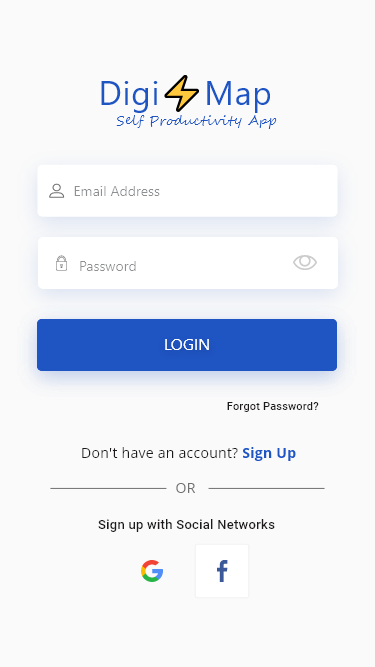 Digi Map
Self Productivity App
Email Address
Password
LOGIN
Forgot Password?
Don't have an account? Sign Up
OR
Sign up with Social Networks